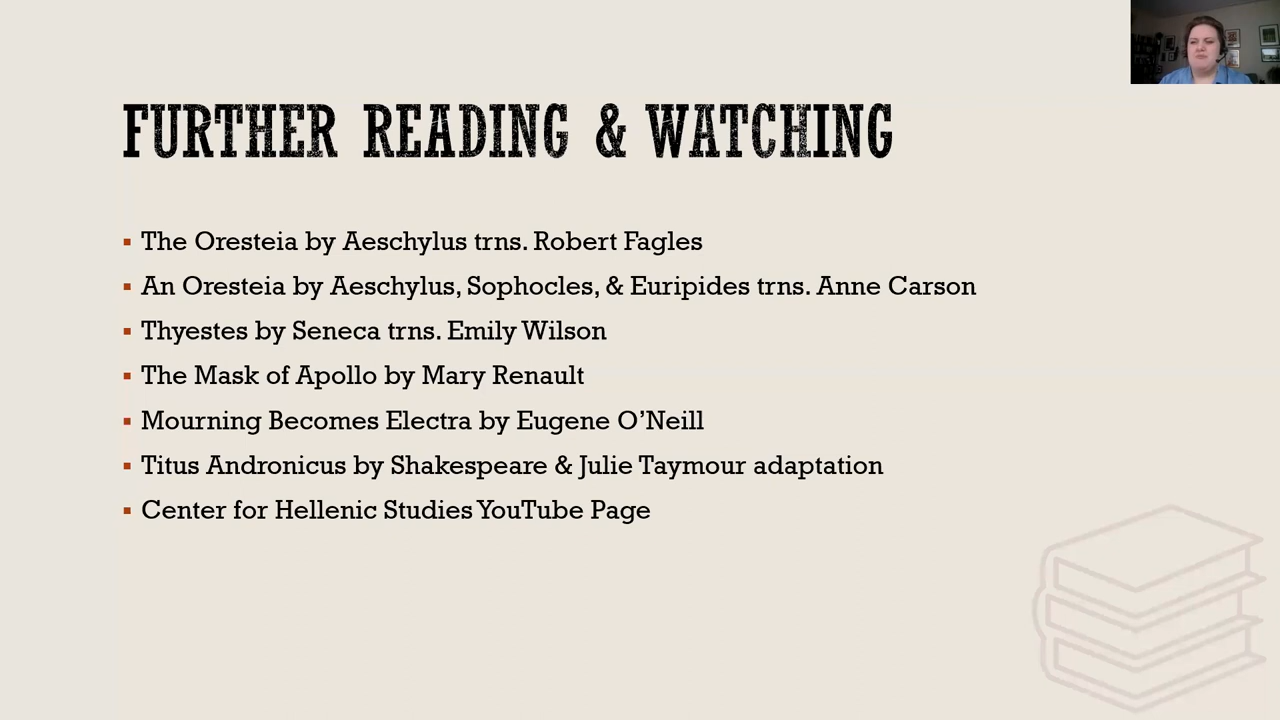 FURTHER READING & WATCHING
▪ The Oresteia by Aeschylus trns. Robert Fagles
▪ An Oresteia by Aeschylus, Sophocles, & Euripides trns. Anne Carson
▪ Thyestes by Seneca trns. Emily Wilson
▪ The Mask of Apollo by Mary Renault
▪ Mourning Becomes Electra by Eugene O’Neill
▪ Titus Andronicus by Shakespeare & Julie Taymour adaptation
▪ Center for Hellenic Studies YouTube Page